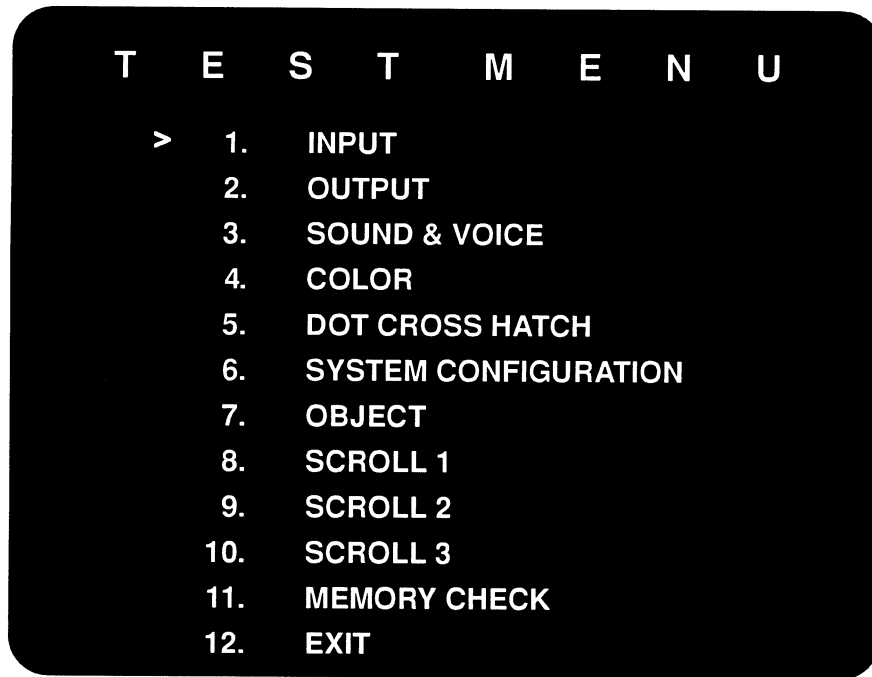 T E S T M E N U
> 1. INPUT
2. OUTPUT
3. SOUND & VOICE
4. COLOR
5. DOT CROSS HATCH
6. SYSTEM CONFIGURATION
7. OBJECT
8. SCROLL 1
9. SCROLL 2
10. SCROLL 3
11. MEMORY CHECK
12. EXIT